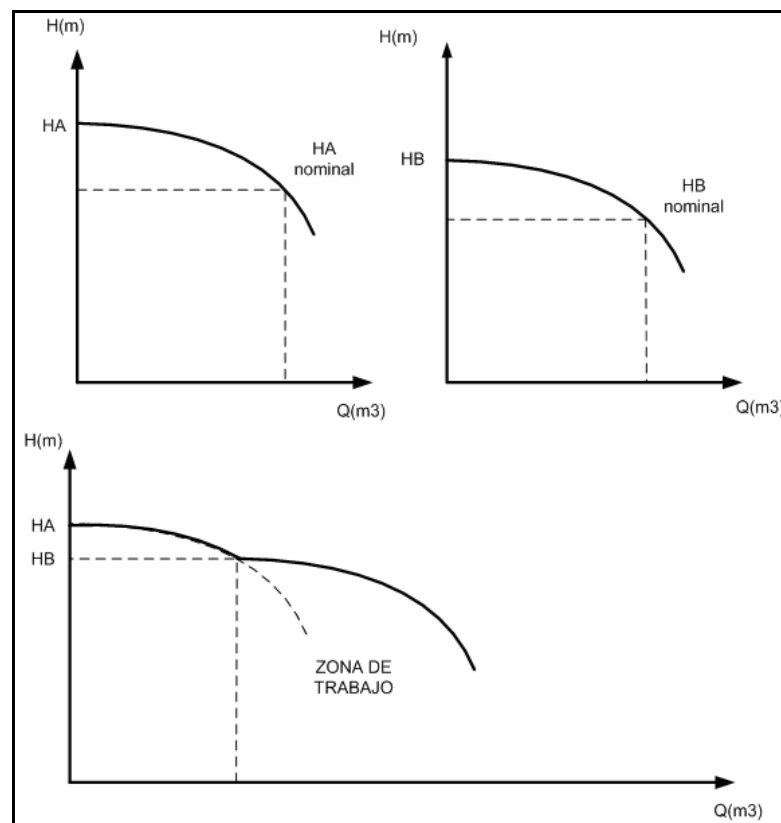 H(m)
HA
HA
nominal
Q(m3)
H(m)
HB
HB
nominal
Q(m3)
H(m)
HA
HB
ZONA DE
TRABAJO
Q(m3)